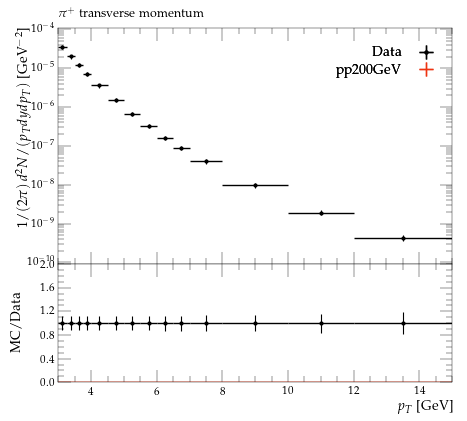 π⁺ transverse momentum
1/(2π) d²N/(p_T dy dp_T) [GeV⁻²]
Data
pp200GeV
10⁻⁴
10⁻⁵
10⁻⁶
10⁻⁷
10⁻⁸
10⁻⁹
10⁻¹⁰
MC/Data
2.0
1.6
1.2
0.8
0.4
0.0
4 6 8 10 12 14
p_T [GeV]